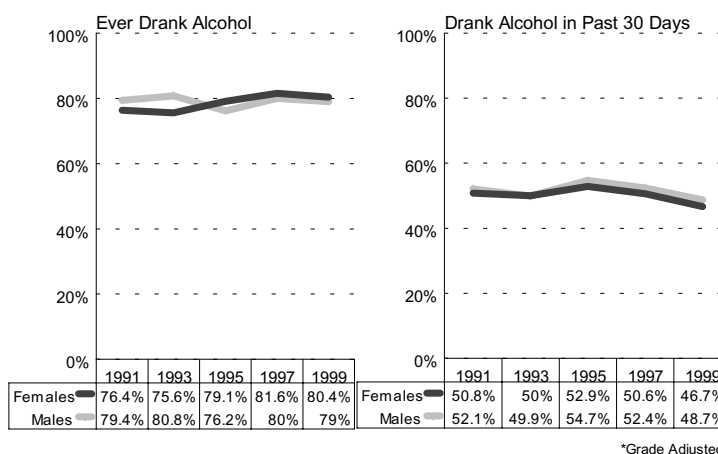 Ever Drank Alcohol
100%
80%
60%
40%
20%
0%
1991 1993 1995 1997 1999
Females 76.4% 75.6% 79.1% 81.6% 80.4%
Males 79.4% 80.8% 76.2% 80% 79%
Drank Alcohol in Past 30 Days
100%
80%
60%
40%
20%
0%
1991 1993 1995 1997 1999
Females 50.8% 50% 52.9% 50.6% 46.7%
Males 52.1% 49.9% 54.7% 52.4% 48.7%
*Grade Adjusted